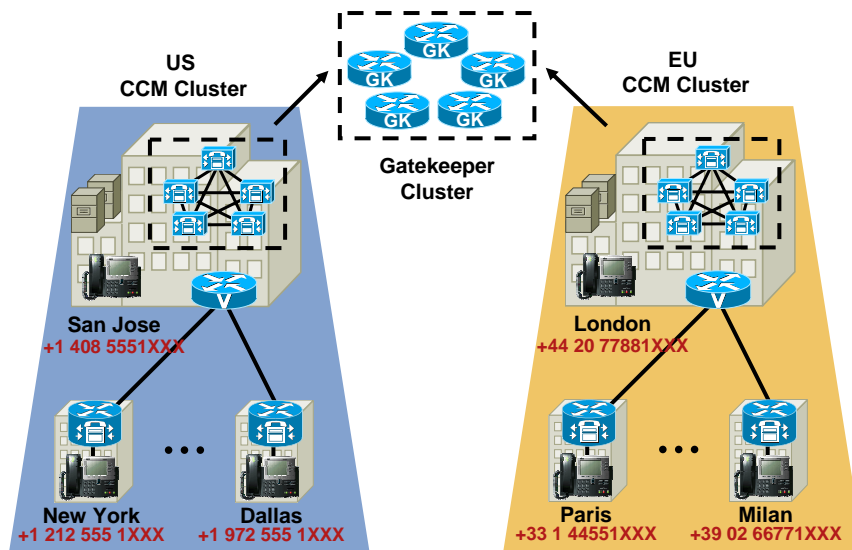 US
CCM Cluster
GK
GK
GK
GK
GK
Gatekeeper
Cluster
EU
CCM Cluster
V
San Jose
+1 408 5551XXX
New York
+1 212 555 1XXX
Dallas
+1 972 555 1XXX
V
London
+44 20 77881XXX
Paris
+33 1 44551XXX
Milan
+39 02 66771XXX